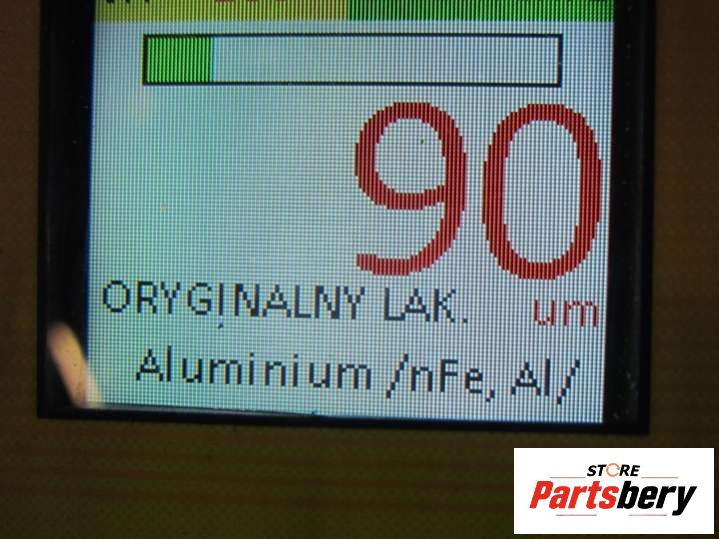 90
ORYGINALNY LAK. um
Aluminium /nFe, Al/
STORE
Partsbery